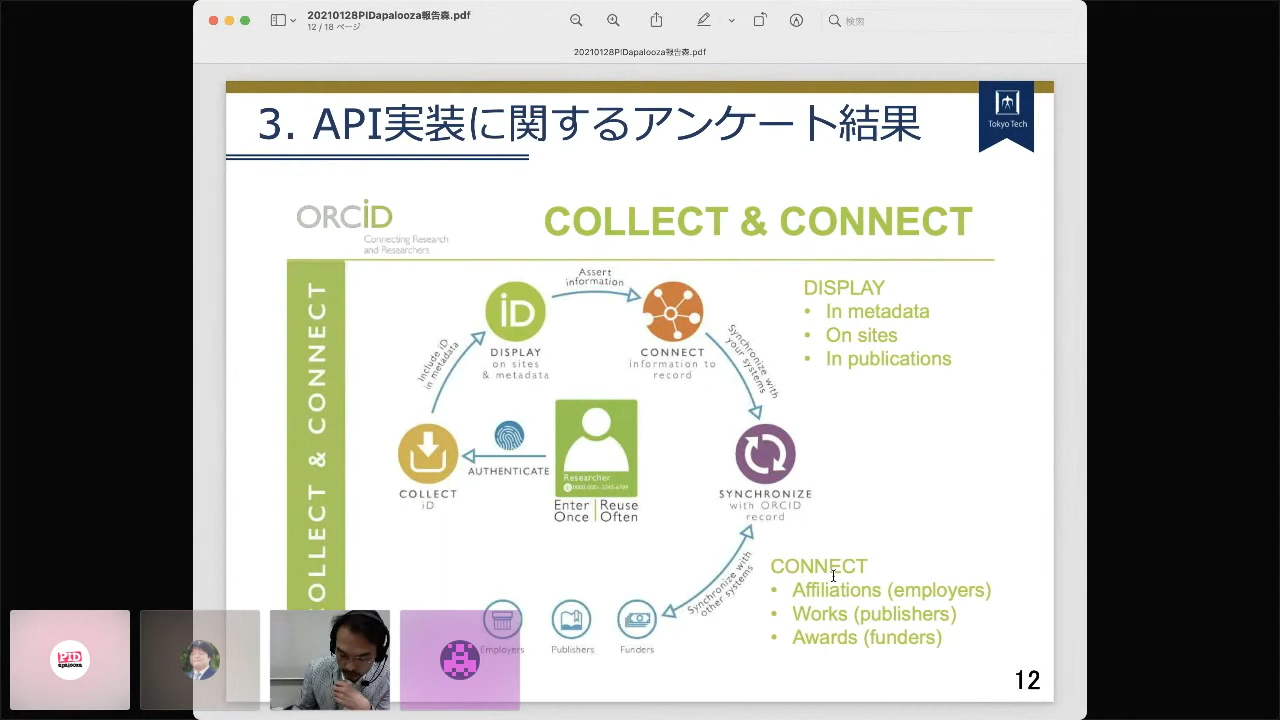 20210128PIDapalooza報告森.pdf
12 / 18 ページ
検索
20210128PIDapalooza報告森.pdf
3. API実装に関するアンケート結果
Tokyo Tech
ORCiD
Connecting Research
and Researchers
COLLECT & CONNECT
COLLECT & CONNECT
Assert
information
iD
DISPLAY
on sites
& metadata
CONNECT
information to
record
Include iD
in metadata
Synchronize with
your systems
DISPLAY
• In metadata
• On sites
• In publications
COLLECT
iD
AUTHENTICATE
Researcher
Enter
Once
Reuse
Often
SYNCHRONIZE
with ORCID
record
Synchronize with
other systems
CONNECT
• Affiliations (employers)
• Works (publishers)
• Awards (funders)
Employers
Publishers
Funders
PID
apalooza
12